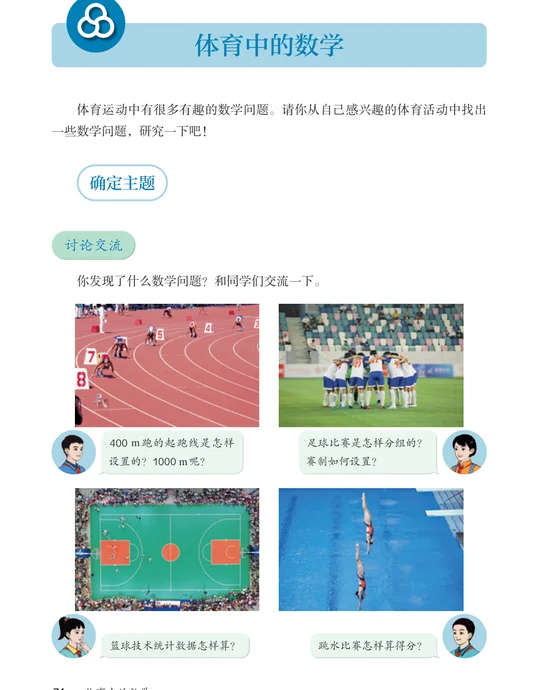 体育中的数学
体育运动中有很多有趣的数学问题。请你从自己感兴趣的体育活动中找出
一些数学问题，研究一下吧！
确定主题
讨论交流
你发现了什么数学问题？和同学们交流一下。
4
5
7
8
400 m跑的起跑线是怎样
设置的？1000 m呢？
足球比赛是怎样分组的？
赛制如何设置？
篮球技术统计数据怎样算？
跳水比赛怎样算得分？